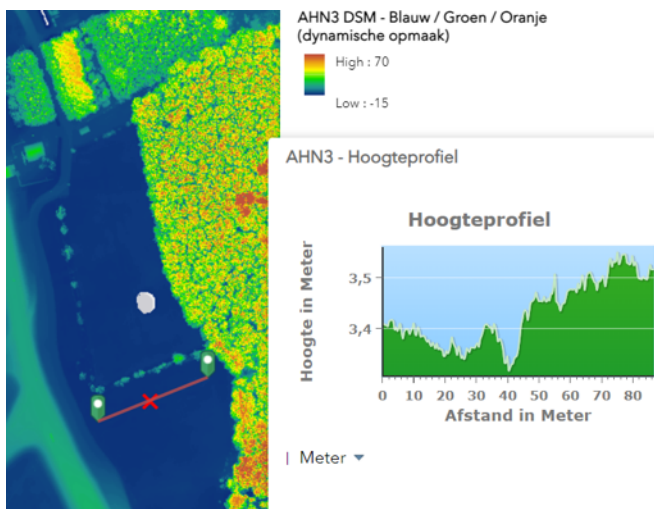 AHN3 DSM - Blauw / Groen / Oranje
(dynamische opmaak)
High : 70
Low : -15
AHN3 - Hoogteprofiel
Hoogteprofiel
Hoogte in Meter
3,5
3,4
0 10 20 30 40 50 60 70 80
Afstand in Meter
| Meter